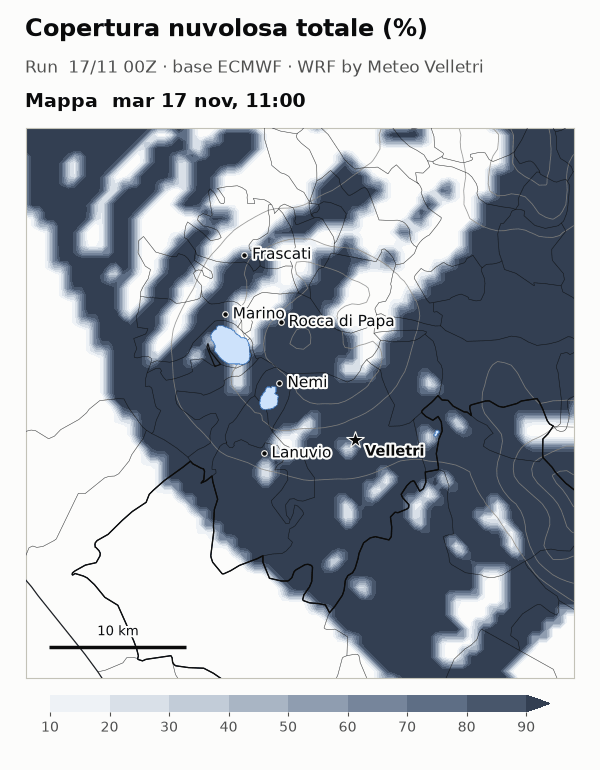 Copertura nuvolosa totale (%)
Run  17/11 00Z · base ECMWF · WRF by Meteo Velletri
Mappa  mar 17 nov, 11:00
Frascati
Marino
Rocca di Papa
Nemi
Velletri
Lanuvio
10 km
10 20 30 40 50 60 70 80 90